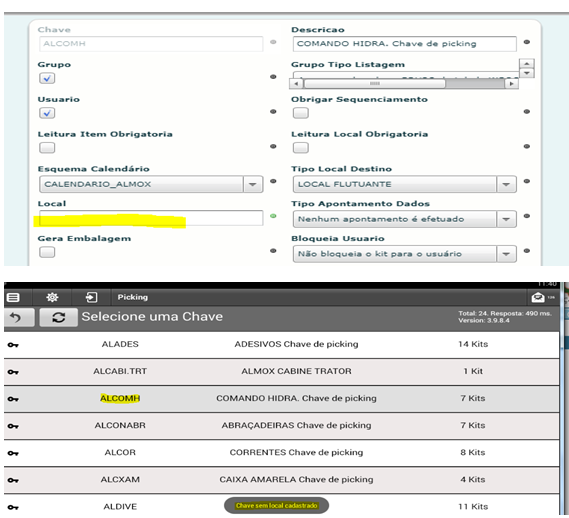 Chave Descricao
ALCOMH COMANDO HIDRA. Chave de picking
Grupo Grupo Tipo Listagem
Usuario Obrigar Sequenciamento
Leitura Item Obrigatoria Leitura Local Obrigatoria
Esquema Calendário Tipo Local Destino
CALENDARIO_ALMOX LOCAL FLUTUANTE
Local Tipo Apontamento Dados
Nenhum apontamento é efetuado
Gera Embalagem Bloqueia Usuario
Não bloqueia o kit para o usuário
11:40
Picking
Selecione uma Chave Total: 24. Resposta: 490 ms.
Version: 3.9.8.4
ALADES ADESIVOS Chave de picking 14 Kits
ALCABI.TRT ALMOX CABINE TRATOR 1 Kit
ALCOMH COMANDO HIDRA. Chave de picking 7 Kits
ALCONABR ABRAÇADEIRAS Chave de picking 7 Kits
ALCOR CORRENTES Chave de picking 8 Kits
ALCXAM CAIXA AMARELA Chave de picking 4 Kits
ALDIVE Chave sem local cadastrado 11 Kits